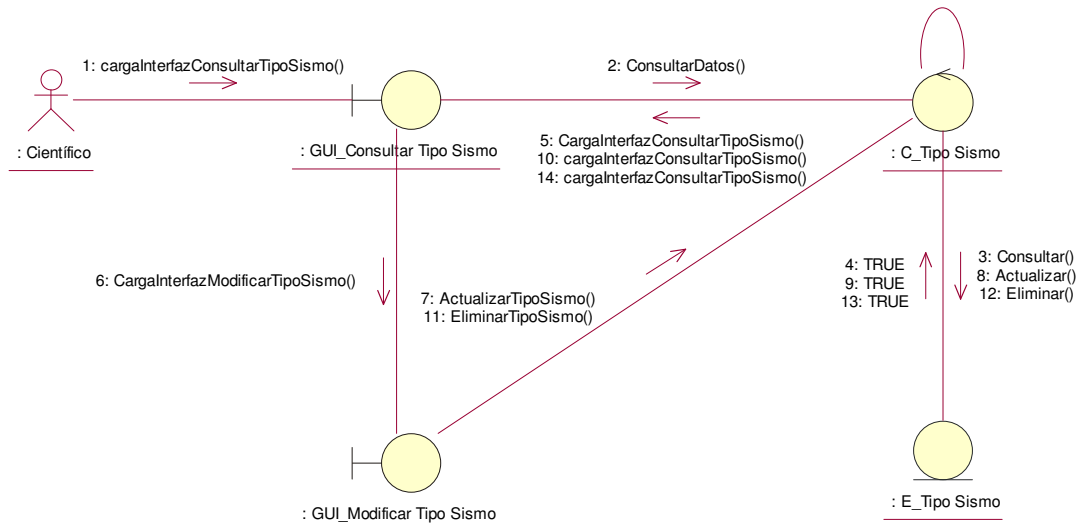 1: cargaInterfazConsultarTipoSismo()
2: ConsultarDatos()
: Científico
: GUI_Consultar Tipo Sismo
5: CargaInterfazConsultarTipoSismo()
10: cargaInterfazConsultarTipoSismo()
14: cargaInterfazConsultarTipoSismo()
: C_Tipo Sismo
6: CargaInterfazModificarTipoSismo()
7: ActualizarTipoSismo()
11: EliminarTipoSismo()
4: TRUE
9: TRUE
13: TRUE
3: Consultar()
8: Actualizar()
12: Eliminar()
: GUI_Modificar Tipo Sismo
: E_Tipo Sismo